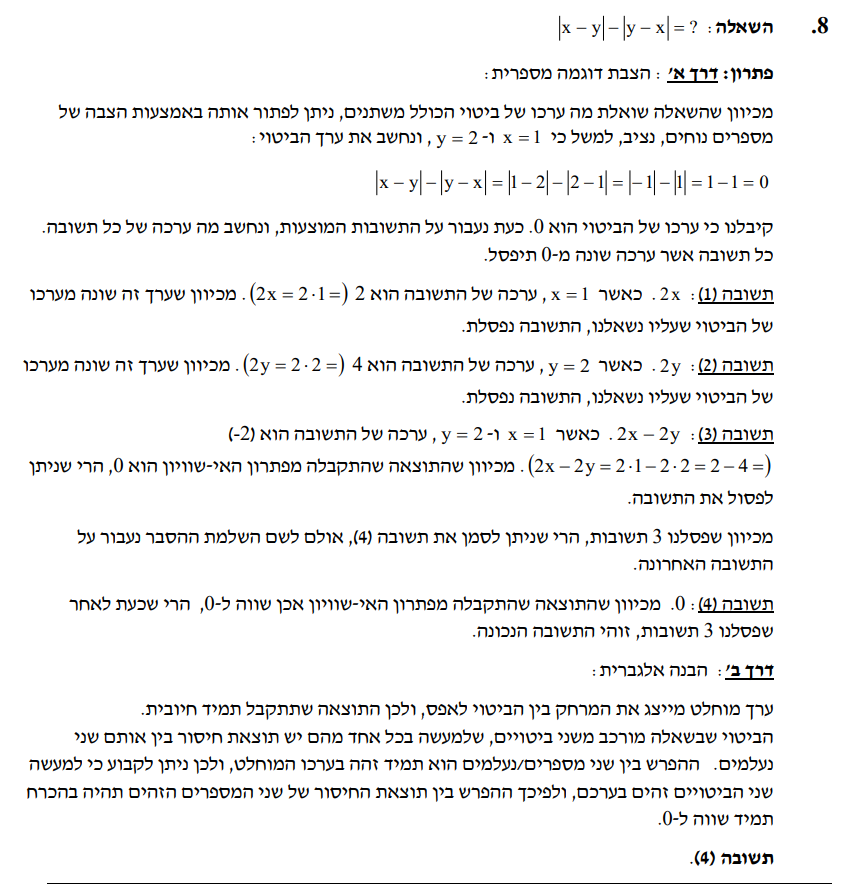 8. השאלה: |x − y| − |y − x| = ?
פתרון: דרך א': הצבת דוגמה מספרית:
מכיוון שהשאלה שואלת מה ערכו של ביטוי הכולל משתנים, ניתן לפתור אותה באמצעות הצבה של
מספרים נוחים, נציב, למשל כי x = 1 ו- y = 2, ונחשב את ערך הביטוי:
|x − y| − |y − x| = |1 − 2| − |2 − 1| = |−1| − |1| = 1 − 1 = 0
קיבלנו כי ערכו של הביטוי הוא 0. כעת נעבור על התשובות המוצעות, ונחשב מה ערכה של כל תשובה.
כל תשובה אשר ערכה שונה מ-0 תיפסל.
תשובה (1): 2x. כאשר x = 1, ערכה של התשובה הוא 2 (2x = 2·1 =). מכיוון שערך זה שונה מערכו
של הביטוי שעליו נשאלנו, התשובה נפסלת.
תשובה (2): 2y. כאשר y = 2, ערכה של התשובה הוא 4 (2y = 2·2 =). מכיוון שערך זה שונה מערכו
של הביטוי שעליו נשאלנו, התשובה נפסלת.
תשובה (3): 2x − 2y. כאשר x = 1 ו- y = 2, ערכה של התשובה הוא (-2)
(2x − 2y = 2·1 − 2·2 = 2 − 4 =). מכיוון שהתוצאה שהתקבלה מפתרון האי-שוויון הוא 0, הרי שניתן
לפסול את התשובה.
מכיוון שפסלנו 3 תשובות, הרי שניתן לסמן את תשובה (4), אולם לשם השלמת ההסבר נעבור על
התשובה האחרונה.
תשובה (4): 0. מכיוון שהתוצאה שהתקבלה מפתרון האי-שוויון אכן שווה ל-0, הרי שכעת לאחר
שפסלנו 3 תשובות, זוהי התשובה הנכונה.
דרך ב': הבנה אלגברית:
ערך מוחלט מייצג את המרחק בין הביטוי לאפס, ולכן התוצאה שתתקבל תמיד חיובית.
הביטוי שבשאלה מורכב משני ביטויים, שלמעשה בכל אחד מהם יש תוצאת חיסור בין אותם שני
נעלמים. ההפרש בין שני מספרים/נעלמים הוא תמיד זהה בערכו המוחלט, ולכן ניתן לקבוע כי למעשה
שני הביטויים זהים בערכם, ולפיכך ההפרש בין תוצאת החיסור של שני המספרים הזהים תהיה בהכרח
תמיד שווה ל-0.
תשובה (4).